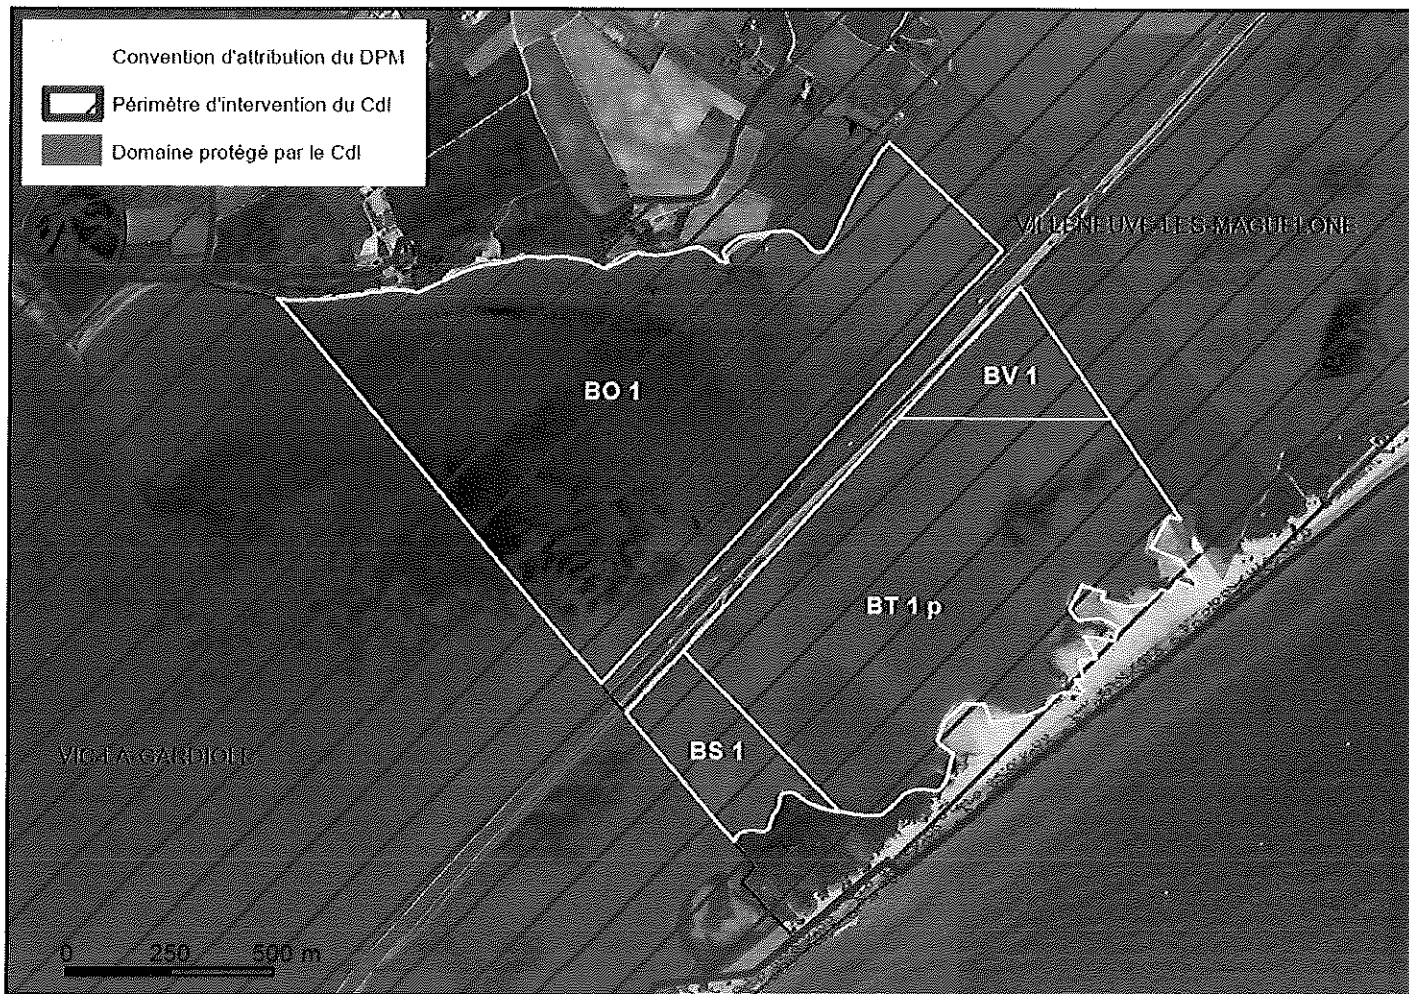 Convention d'attribution du DPM
Périmètre d'intervention du Cdl
Domaine protégé par le Cdl
VILLENEUVE-LES-MAGUELONE
BO 1
BV 1
BT 1 p
BS 1
VIC-LA-GARDIOLE
0 250 500 m